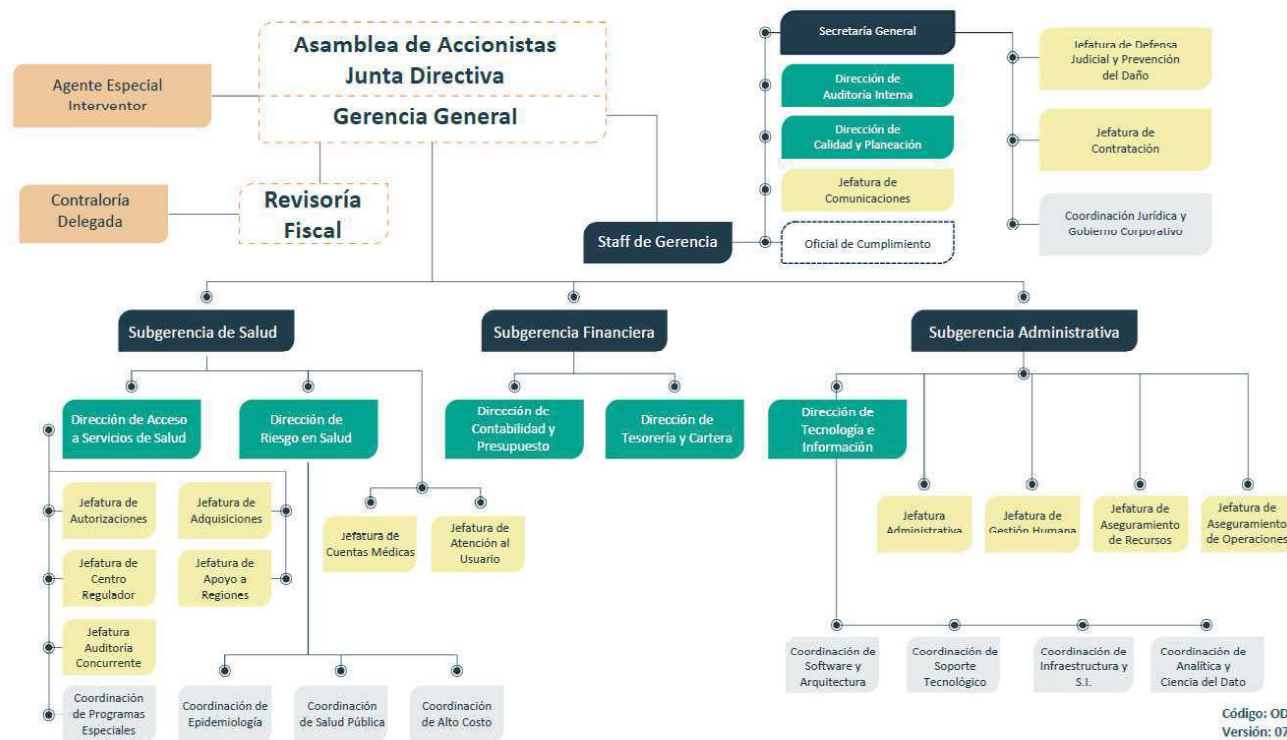 Asamblea de Accionistas
Junta Directiva
Gerencia General
Agente Especial
Interventor
Contraloría
Delegada
Revisoría
Fiscal
Staff de Gerencia
Secretaría General
Dirección de
Auditoría Interna
Dirección de
Calidad y Planeación
Jefatura de
Comunicaciones
Oficial de Cumplimiento
Jefatura de Defensa
Judicial y Prevención
del Daño
Jefatura de
Contratación
Coordinación Jurídica y
Gobierno Corporativo
Subgerencia de Salud
Subgerencia Financiera
Subgerencia Administrativa
Dirección de Acceso
a Servicios de Salud
Dirección de
Riesgo en Salud
Dirección de
Contabilidad y
Presupuesto
Dirección de
Tesorería y Cartera
Dirección de
Tecnología e
Información
Jefatura de
Autorizaciones
Jefatura de
Adquisiciones
Jefatura de
Centro
Regulador
Jefatura de
Apoyo a
Regiones
Jefatura
Auditoría
Concurrente
Coordinación
de Programas
Especiales
Jefatura de
Cuentas Médicas
Jefatura de
Atención al
Usuario
Coordinación de
Epidemiología
Coordinación
de Salud Pública
Coordinación
de Alto Costo
Jefatura
Administrativa
Jefatura de
Gestión Humana
Jefatura de
Aseguramiento
de Recursos
Jefatura de
Aseguramiento
de Operaciones
Coordinación de
Software y
Arquitectura
Coordinación de
Soporte
Tecnológico
Coordinación de
Infraestructura y
S.I.
Coordinación de
Analítica y
Ciencia del Dato
Código: OD
Versión: 07